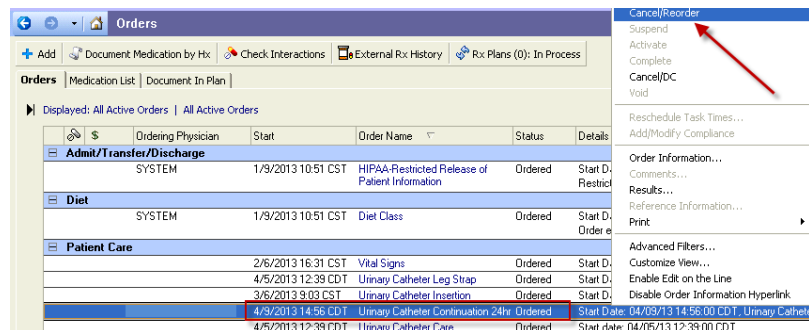 Orders
Add Document Medication by Hx Check Interactions External Rx History Rx Plans (0): In Process
Orders Medication List Document In Plan
Displayed: All Active Orders | All Active Orders
$ Ordering Physician Start Order Name Status Details
Admit/Transfer/Discharge
SYSTEM 1/9/2013 10:51 CST HIPAA-Restricted Release of Patient Information Ordered Start D
Restrict
Diet
SYSTEM 1/9/2013 10:51 CST Diet Class Ordered Start D
Order e
Patient Care
2/6/2013 16:31 CST Vital Signs Ordered Start D
4/5/2013 12:39 CDT Urinary Catheter Leg Strap Ordered Start D
3/6/2013 9:03 CST Urinary Catheter Insertion Ordered Start D
4/9/2013 14:56 CDT Urinary Catheter Continuation 24hr Ordered Start Date: 04/09/13 14:56:00 CDT, Urinary Cathet
4/5/2013 12:39 CDT Urinary Catheter Care Ordered Start date: 04/05/13 12:39:00 CDT
Cancel/Reorder
Suspend
Activate
Complete
Cancel/DC
Void
Reschedule Task Times...
Add/Modify Compliance
Order Information...
Comments...
Results...
Reference Information...
Print
Advanced Filters...
Customize View...
Enable Edit on the Line
Disable Order Information Hyperlink